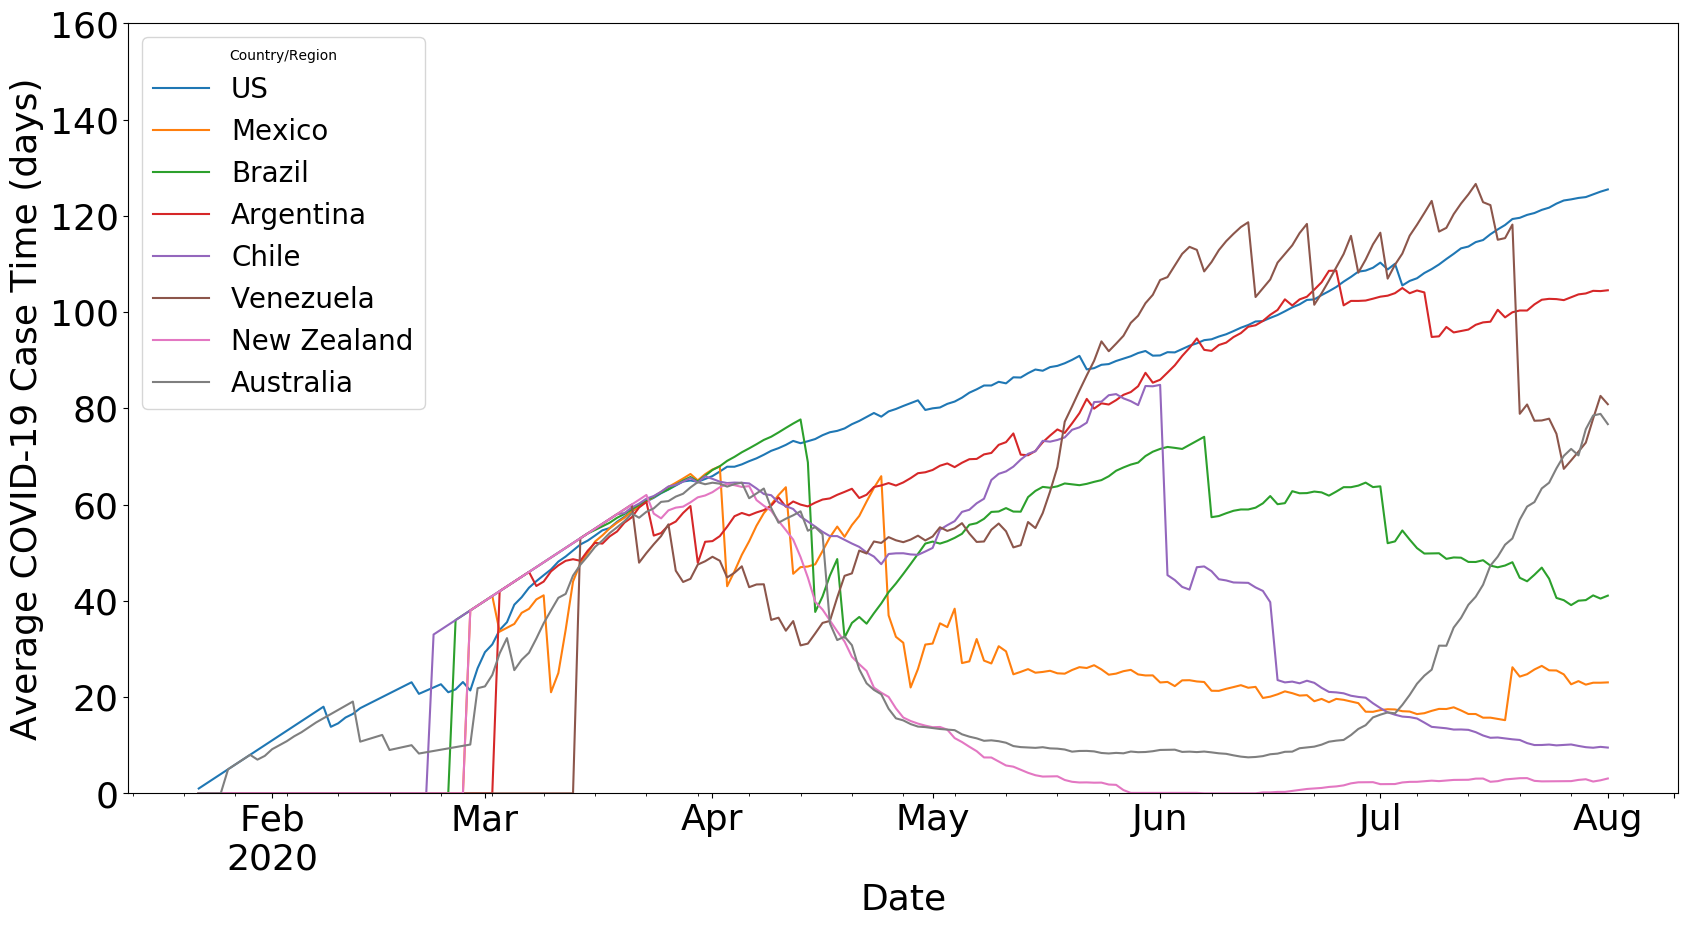 160
140
120
100
80
60
40
20
0
Average COVID-19 Case Time (days)
Country/Region
US
Mexico
Brazil
Argentina
Chile
Venezuela
New Zealand
Australia
Feb
2020
Mar
Apr
May
Jun
Jul
Aug
Date